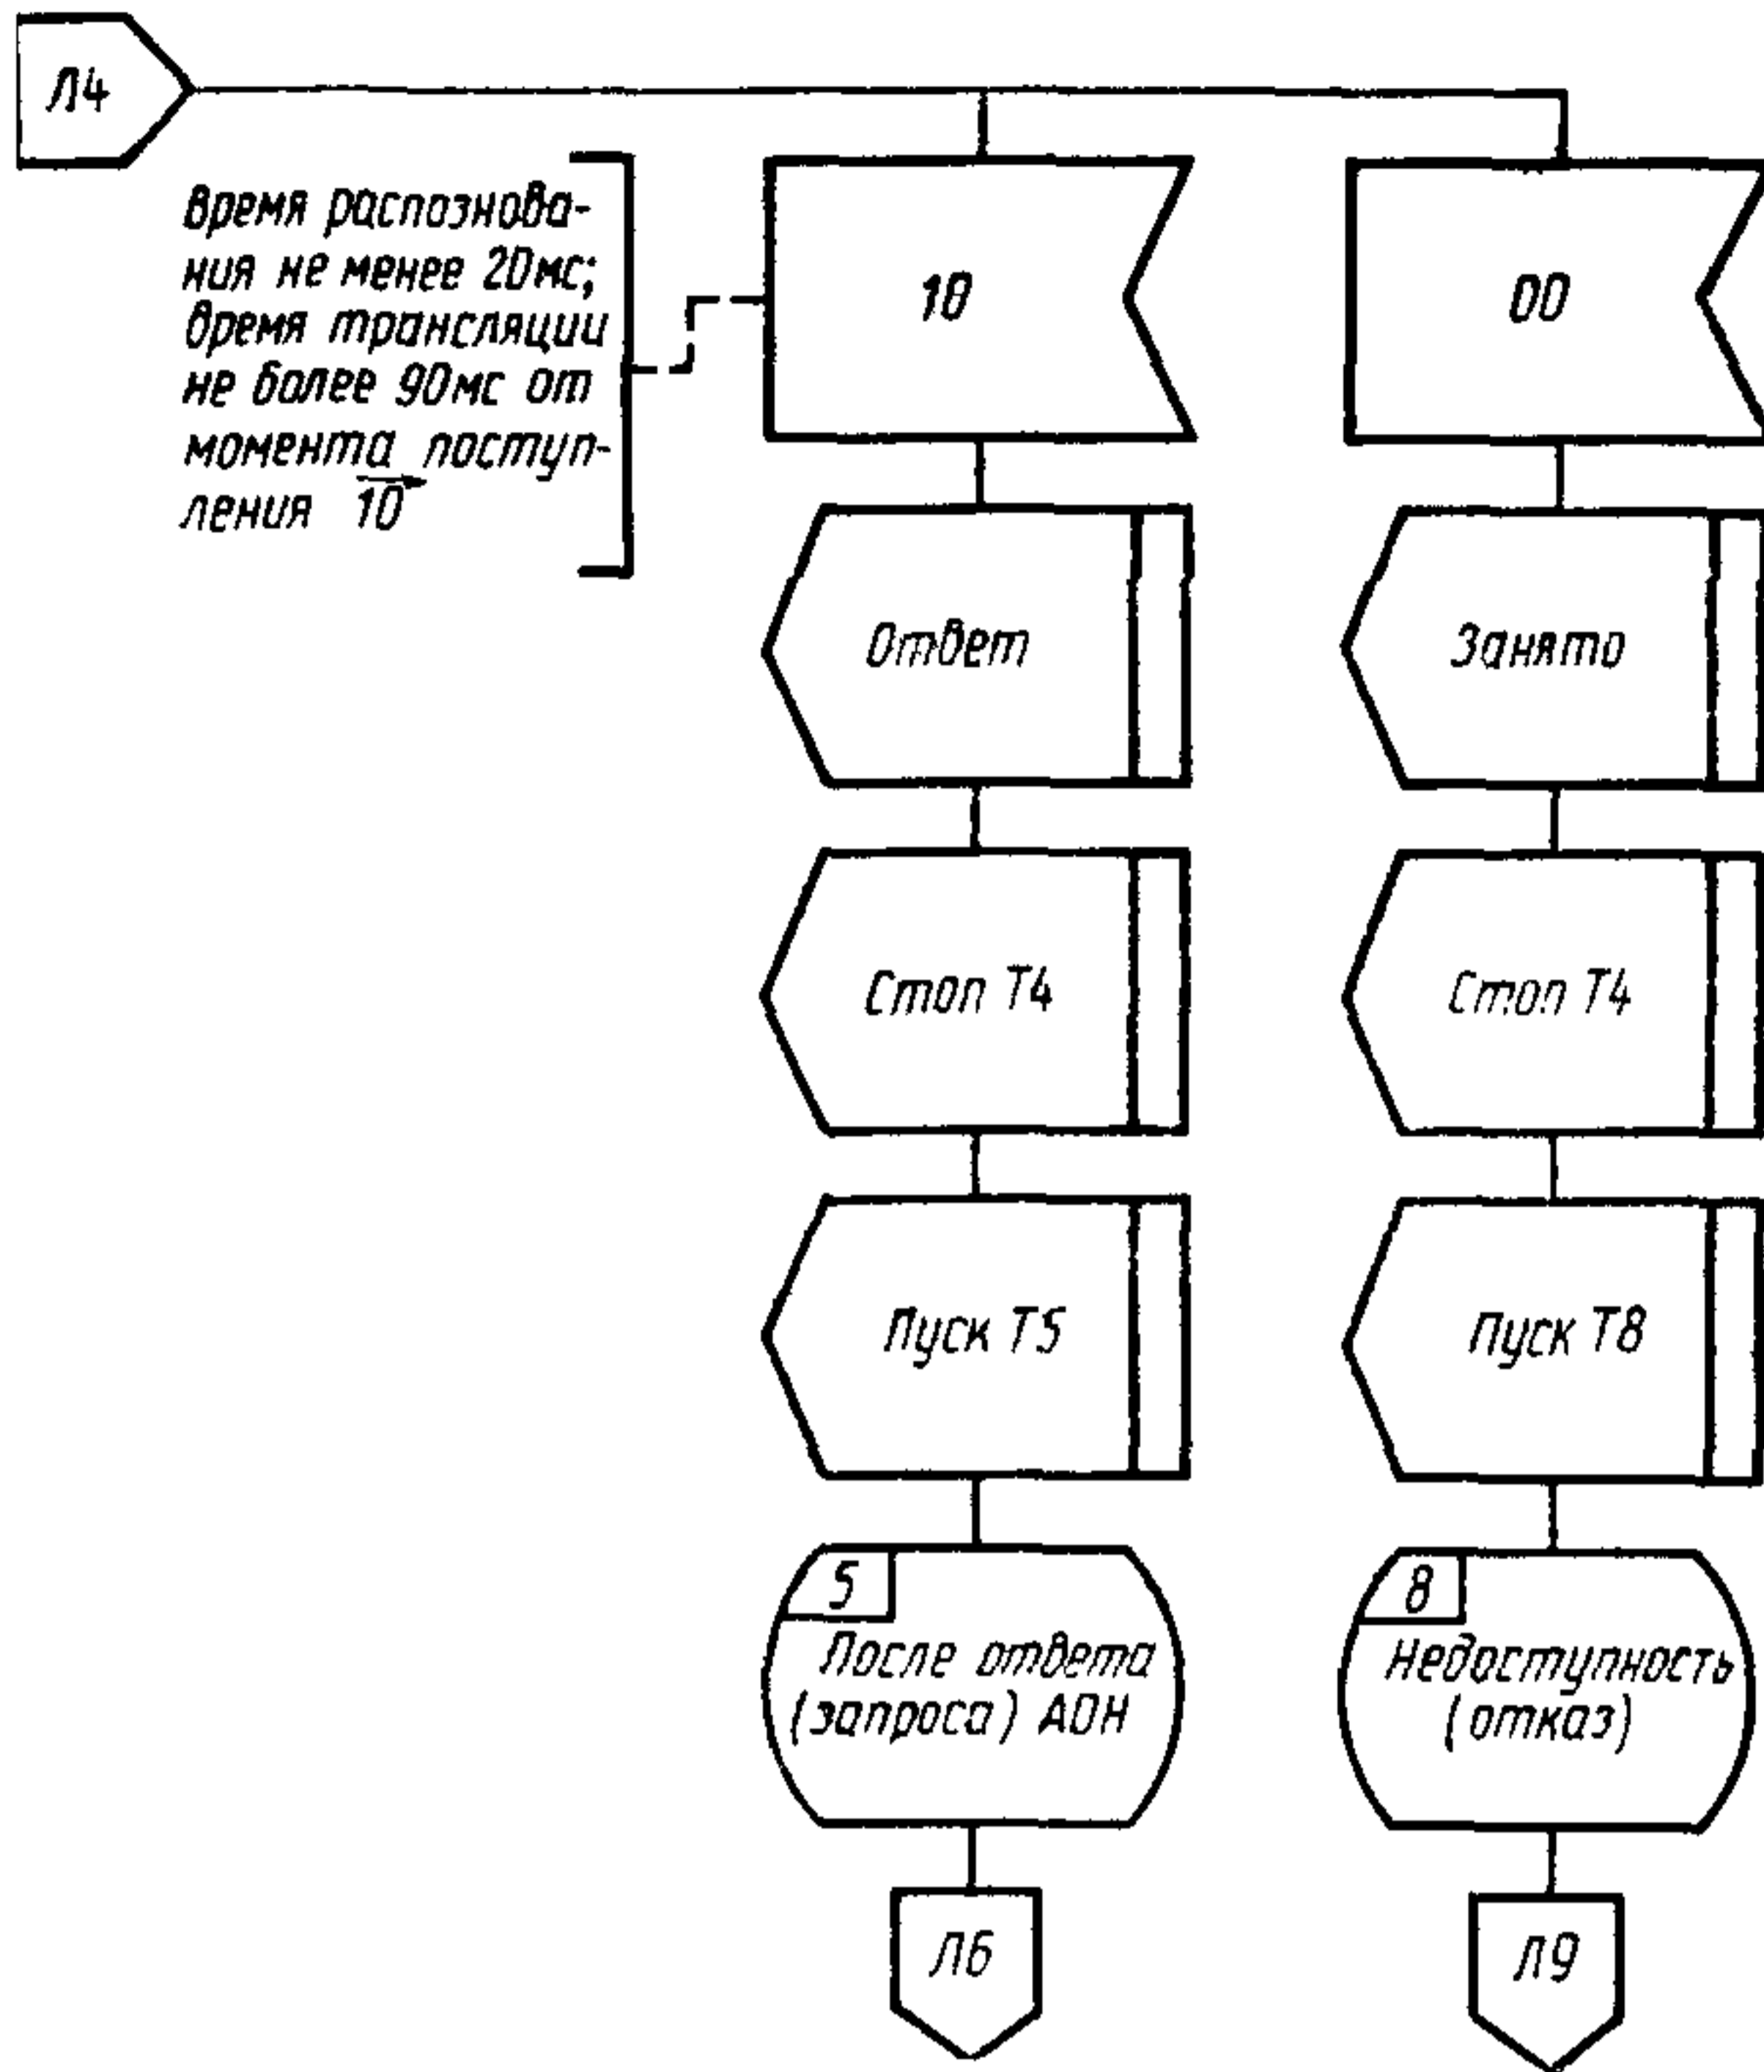 Л4
время распознова-
ния не менее 20мс;
время трансляции
не более 90мс от
момента поступ-
ления 10
10
Ответ
Стоп Т4
Пуск Т5
5
После ответа
(запроса) АОН
Л6
00
Занято
Стоп Т4
Пуск Т8
8
Недоступность
(отказ)
Л9